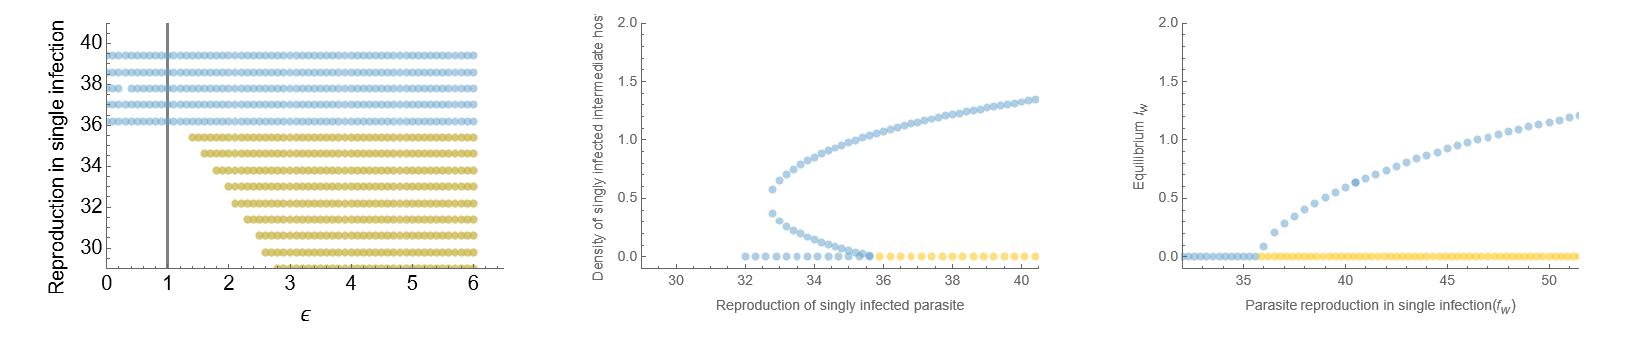 Reproduction in single infection
40
38
36
34
32
30
0 1 2 3 4 5 6
ϵ
Density of singly infected intermediate hos
2.0
1.5
1.0
0.5
0.0
30 32 34 36 38 40
Reproduction of singly infected parasite
Equilibrium I_w
2.0
1.5
1.0
0.5
0.0
35 40 45 50
Parasite reproduction in single infection(f_w)